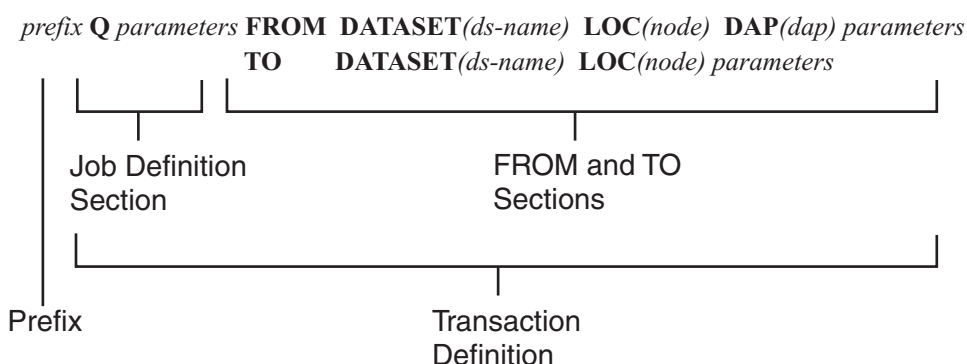 prefix Q parameters FROM DATASET(ds-name) LOC(node) DAP(dap) parameters
TO DATASET(ds-name) LOC(node) parameters
Job Definition
Section
FROM and TO
Sections
Prefix
Transaction
Definition